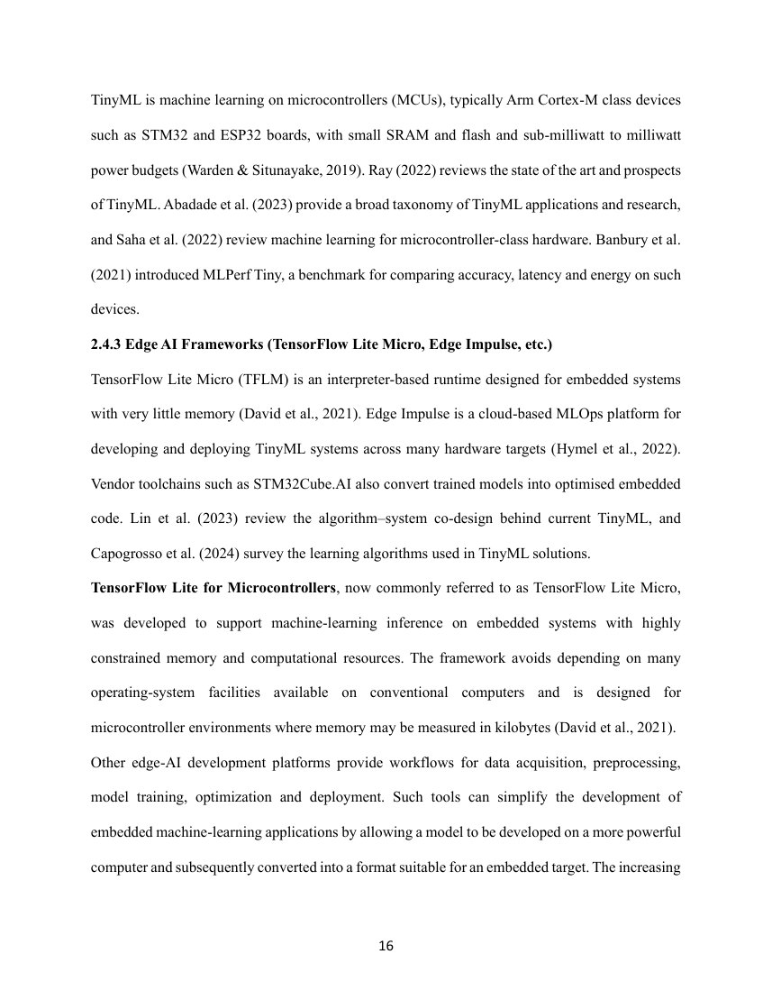 TinyML is machine learning on microcontrollers (MCUs), typically Arm Cortex-M class devices
such as STM32 and ESP32 boards, with small SRAM and flash and sub-milliwatt to milliwatt
power budgets (Warden & Situnayake, 2019). Ray (2022) reviews the state of the art and prospects
of TinyML. Abadade et al. (2023) provide a broad taxonomy of TinyML applications and research,
and Saha et al. (2022) review machine learning for microcontroller-class hardware. Banbury et al.
(2021) introduced MLPerf Tiny, a benchmark for comparing accuracy, latency and energy on such
devices.
2.4.3 Edge AI Frameworks (TensorFlow Lite Micro, Edge Impulse, etc.)
TensorFlow Lite Micro (TFLM) is an interpreter-based runtime designed for embedded systems
with very little memory (David et al., 2021). Edge Impulse is a cloud-based MLOps platform for
developing and deploying TinyML systems across many hardware targets (Hymel et al., 2022).
Vendor toolchains such as STM32Cube.AI also convert trained models into optimised embedded
code. Lin et al. (2023) review the algorithm–system co-design behind current TinyML, and
Capogrosso et al. (2024) survey the learning algorithms used in TinyML solutions.
TensorFlow Lite for Microcontrollers, now commonly referred to as TensorFlow Lite Micro,
was developed to support machine-learning inference on embedded systems with highly
constrained memory and computational resources. The framework avoids depending on many
operating-system facilities available on conventional computers and is designed for
microcontroller environments where memory may be measured in kilobytes (David et al., 2021).
Other edge-AI development platforms provide workflows for data acquisition, preprocessing,
model training, optimization and deployment. Such tools can simplify the development of
embedded machine-learning applications by allowing a model to be developed on a more powerful
computer and subsequently converted into a format suitable for an embedded target. The increasing
16